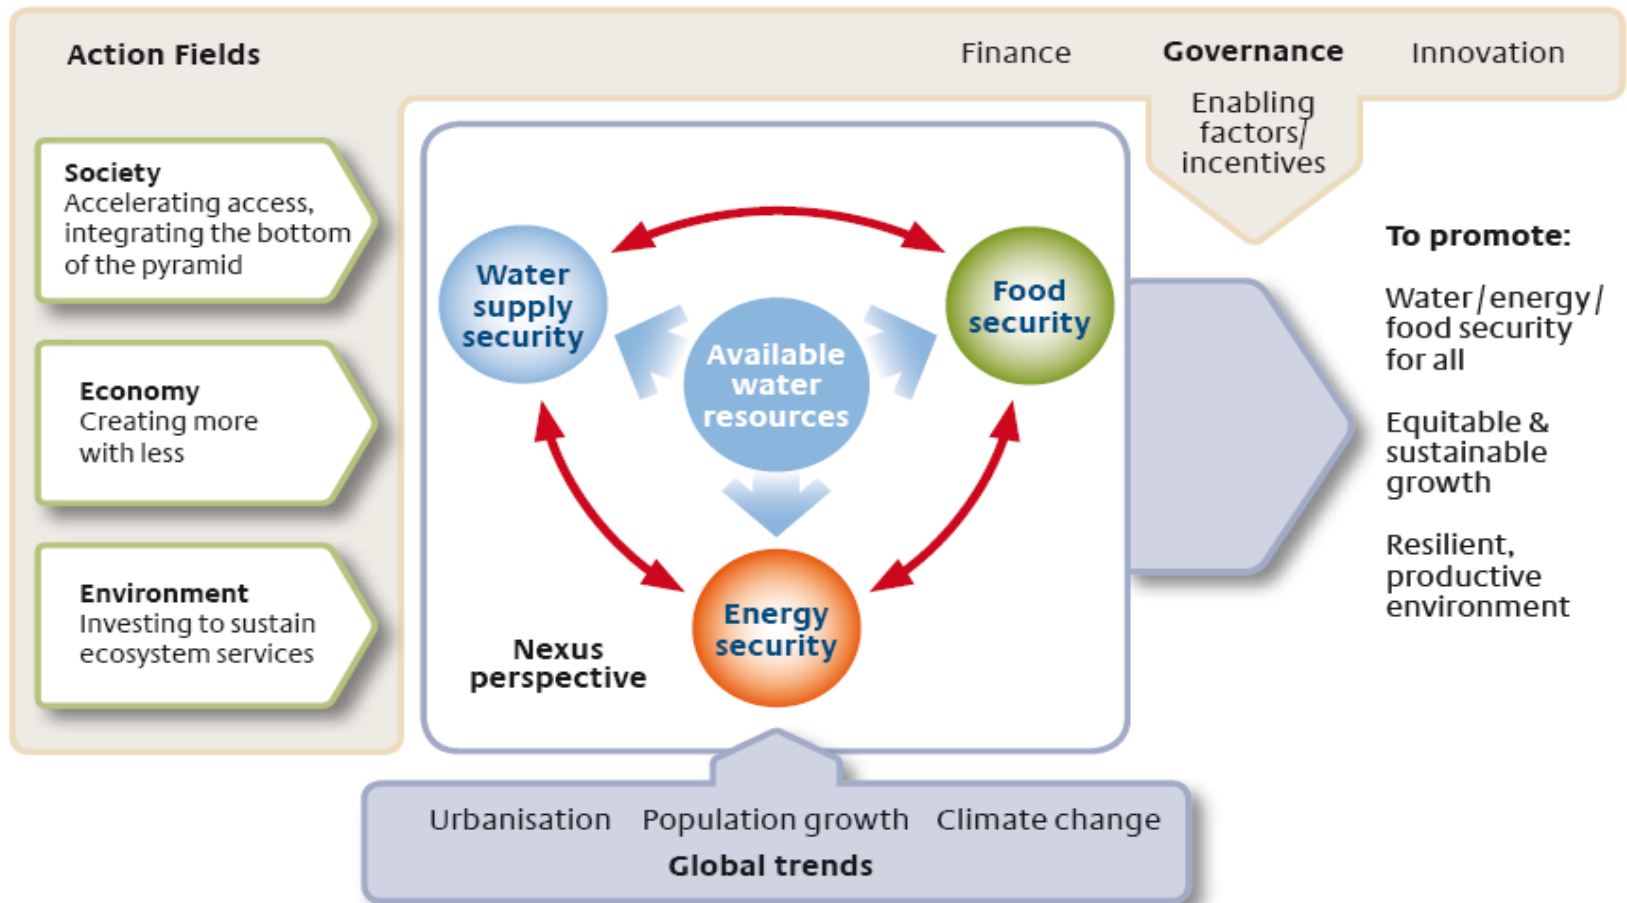 Action Fields
Finance
Governance
Innovation
Enabling
factors/
incentives
Society
Accelerating access,
integrating the bottom
of the pyramid
Economy
Creating more
with less
Environment
Investing to sustain
ecosystem services
Water
supply
security
Food
security
Available
water
resources
Energy
security
Nexus
perspective
To promote:
Water / energy /
food security
for all
Equitable &
sustainable
growth
Resilient,
productive
environment
Urbanisation
Population growth
Climate change
Global trends